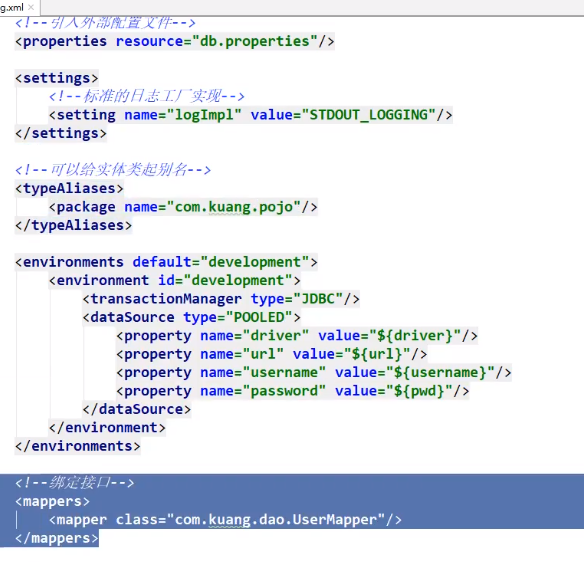 g.xml
<!--引入外部配置文件-->
<properties resource="db.properties"/>
<settings>
<!--标准的日志工厂实现-->
<setting name="logImpl" value="STDOUT_LOGGING"/>
</settings>
<!--可以给实体类起别名-->
<typeAliases>
<package name="com.kuang.pojo"/>
</typeAliases>
<environments default="development">
<environment id="development">
<transactionManager type="JDBC"/>
<dataSource type="POOLED">
<property name="driver" value="${driver}"/>
<property name="url" value="${url}"/>
<property name="username" value="${username}"/>
<property name="password" value="${pwd}"/>
</dataSource>
</environment>
</environments>
<!--绑定接口-->
<mappers>
<mapper class="com.kuang.dao.UserMapper"/>
</mappers>